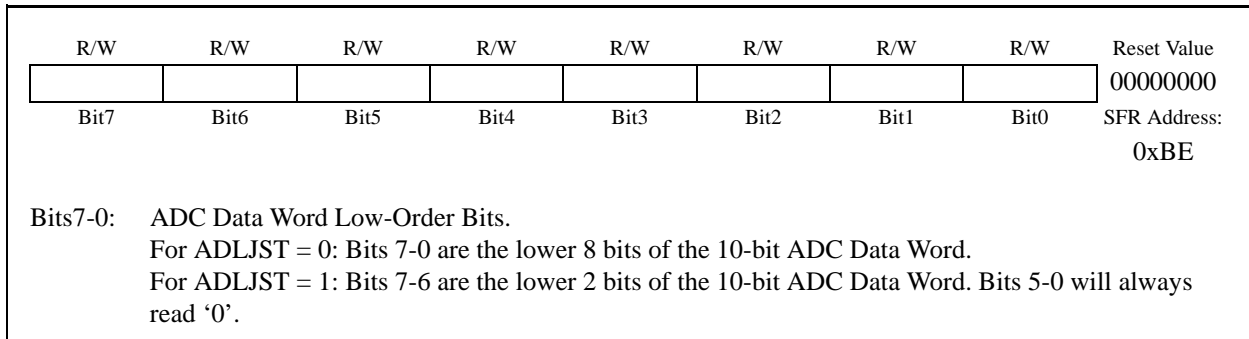 R/W R/W R/W R/W R/W R/W R/W R/W Reset Value
00000000
Bit7 Bit6 Bit5 Bit4 Bit3 Bit2 Bit1 Bit0 SFR Address:
0xBE
Bits7-0: ADC Data Word Low-Order Bits.
For ADLJST = 0: Bits 7-0 are the lower 8 bits of the 10-bit ADC Data Word.
For ADLJST = 1: Bits 7-6 are the lower 2 bits of the 10-bit ADC Data Word. Bits 5-0 will always
read ‘0’.